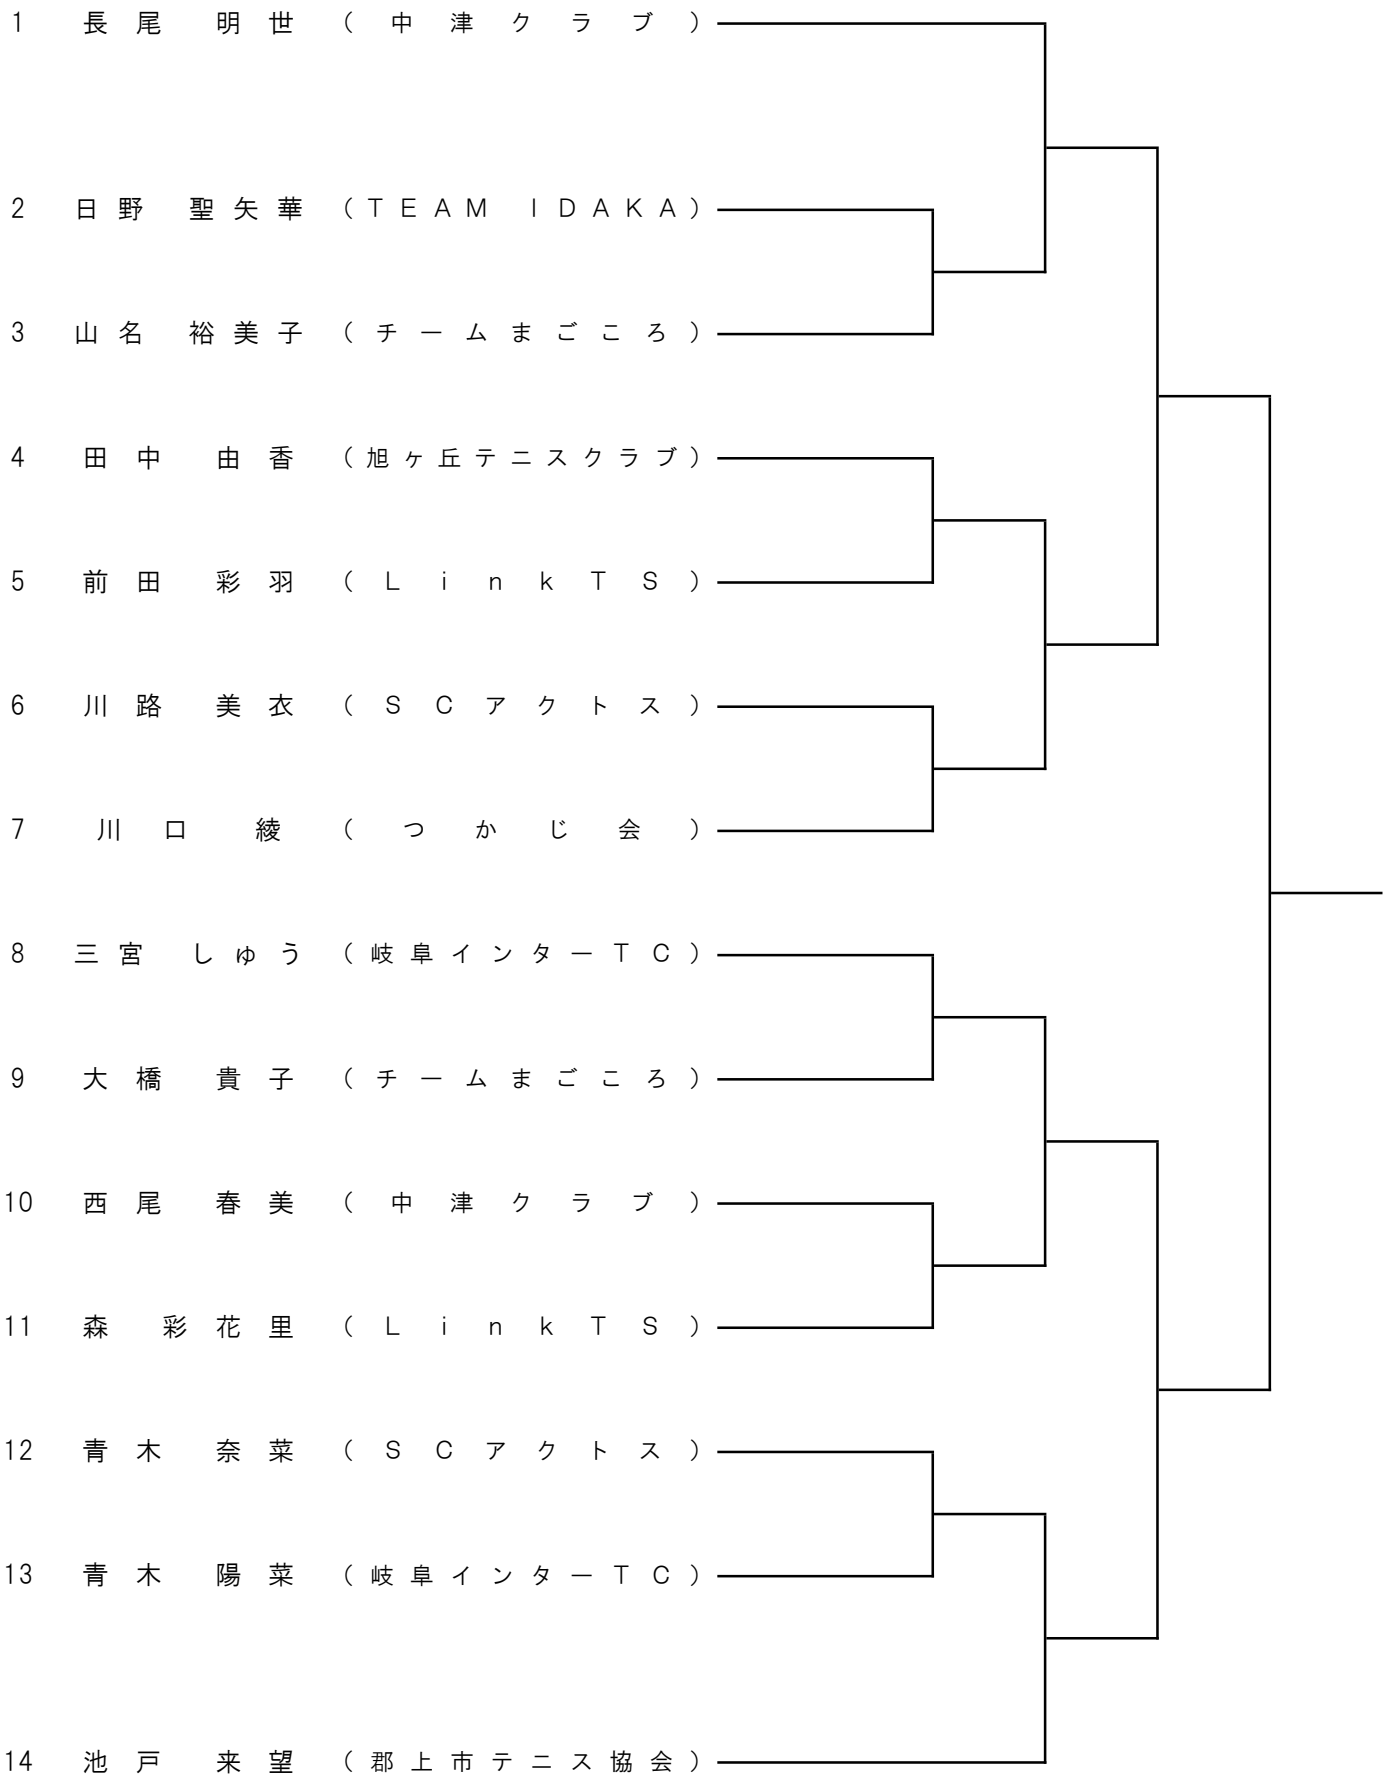 1 長尾 明世 (中津クラブ)
2 日野 聖矢華 (TEAM IDAKA)
3 山名 裕美子 (チームまごころ)
4 田中 由香 (旭ヶ丘テニスクラブ)
5 前田 彩羽 (LinkTS)
6 川路 美衣 (SCアクトス)
7 川口 綾 (つかじ会)
8 三宮 しゅう (岐阜インターTC)
9 大橋 貴子 (チームまごころ)
10 西尾 春美 (中津クラブ)
11 森 彩花里 (LinkTS)
12 青木 奈菜 (SCアクトス)
13 青木 陽菜 (岐阜インターTC)
14 池戸 来望 (郡上市テニス協会)